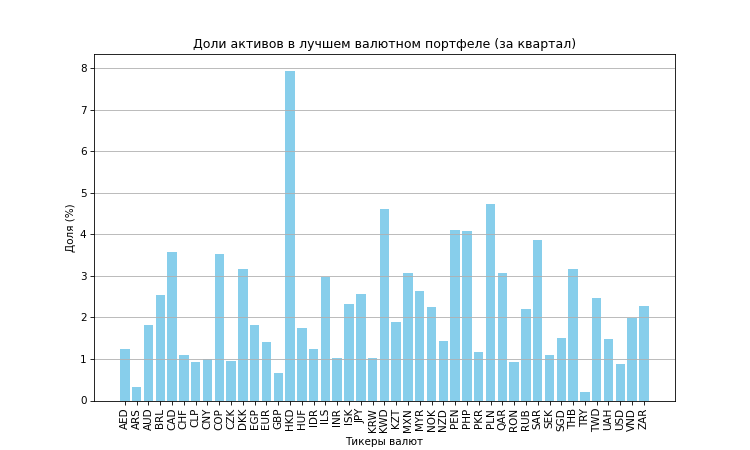 Доли активов в лучшем валютном портфеле (за квартал)
8
7
6
5
4
3
2
1
0
Доля (%)
AED
ARS
AUD
BRL
CAD
CHF
CLP
CNY
COP
CZK
DKK
EGP
EUR
GBP
HKD
HUF
IDR
ILS
INR
ISK
JPY
KRW
KWD
KZT
MXN
MYR
NOK
NZD
PEN
PHP
PKR
PLN
QAR
RON
RUB
SAR
SEK
SGD
THB
TRY
TWD
UAH
USD
VND
ZAR
Тикеры валют